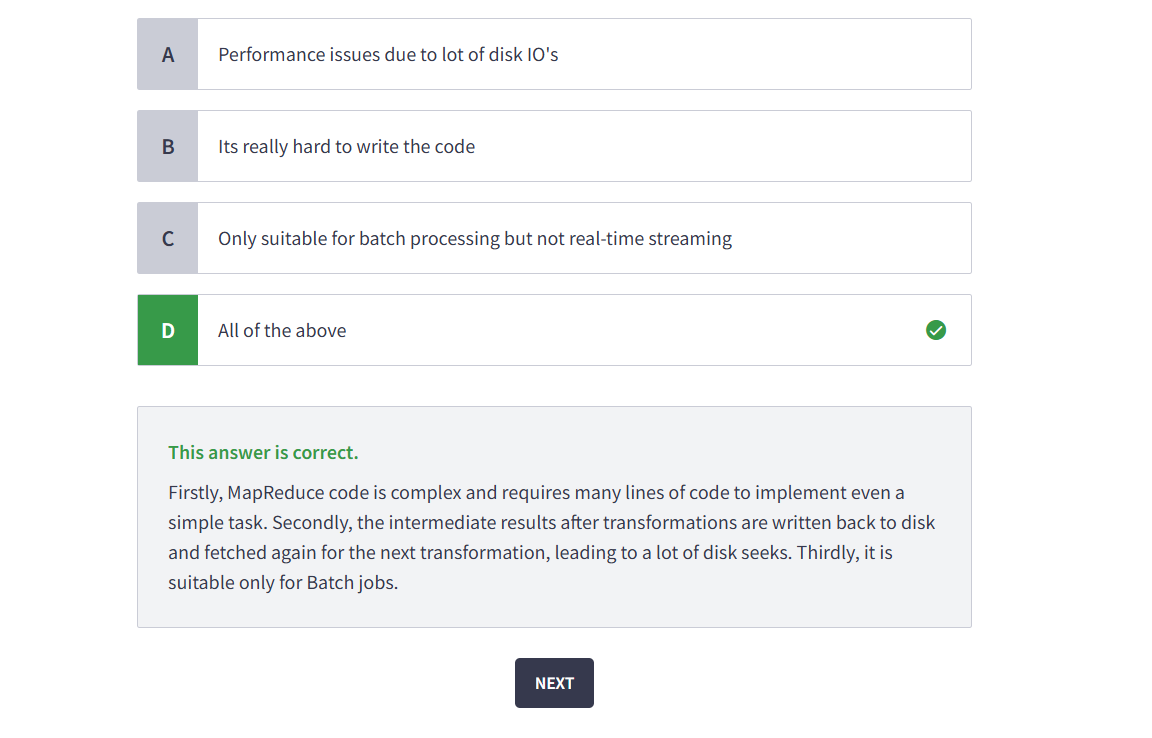 A
Performance issues due to lot of disk IO's
B
Its really hard to write the code
C
Only suitable for batch processing but not real-time streaming
D
All of the above
This answer is correct.
Firstly, MapReduce code is complex and requires many lines of code to implement even a
simple task. Secondly, the intermediate results after transformations are written back to disk
and fetched again for the next transformation, leading to a lot of disk seeks. Thirdly, it is
suitable only for Batch jobs.
NEXT